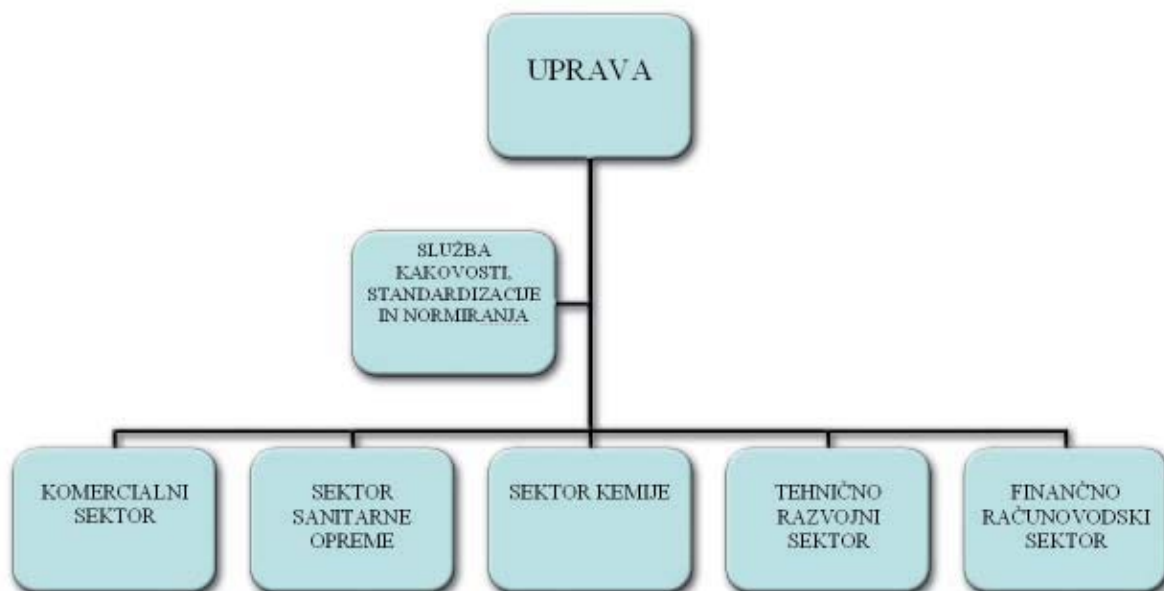 UPRAVA
SLUŽBA
KAKOVOSTI,
STANDARDIZACIJE
IN NORMIRANJA
KOMERCIALNI
SEKTOR
SEKTOR
SANITARNE
OPREME
SEKTOR KEMIJE
TEHNIČNO
RAZVOJNI
SEKTOR
FINANČNO
RAČUNOVODSKI
SEKTOR